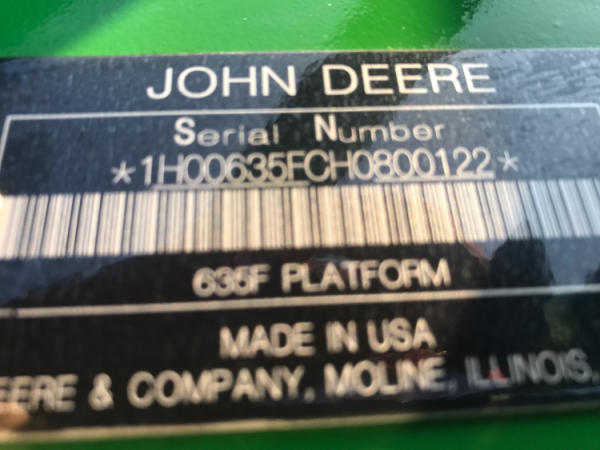 JOHN DEERE
Serial Number
*1H00635FCH0800122*
635F PLATFORM
MADE IN USA
EERE & COMPANY, MOLINE, ILLINOIS,